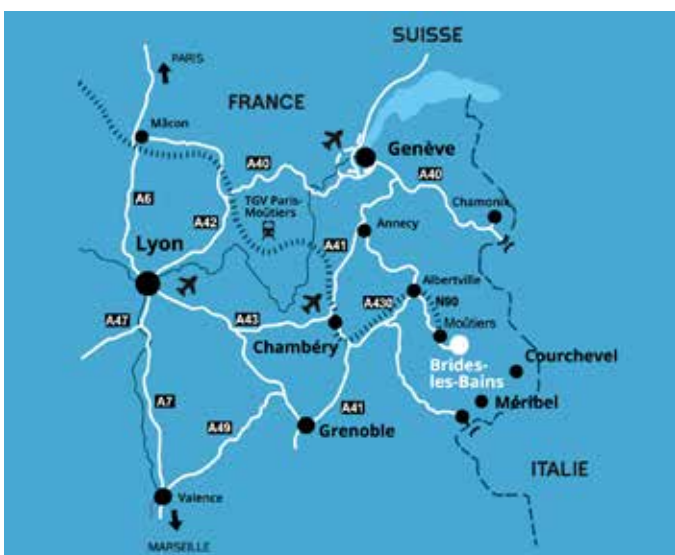 SUISSE
PARIS
FRANCE
Mâcon
Genève
A40
A40
A6
TGV Paris-
Moûtiers
Chamonix
A42
Annecy
Lyon
A41
Albertville
A430
N90
A47
A43
Moûtiers
Chambéry
Brides-
les-Bains
Courchevel
A7
A41
Méribel
A49
Grenoble
ITALIE
Valence
MARSEILLE